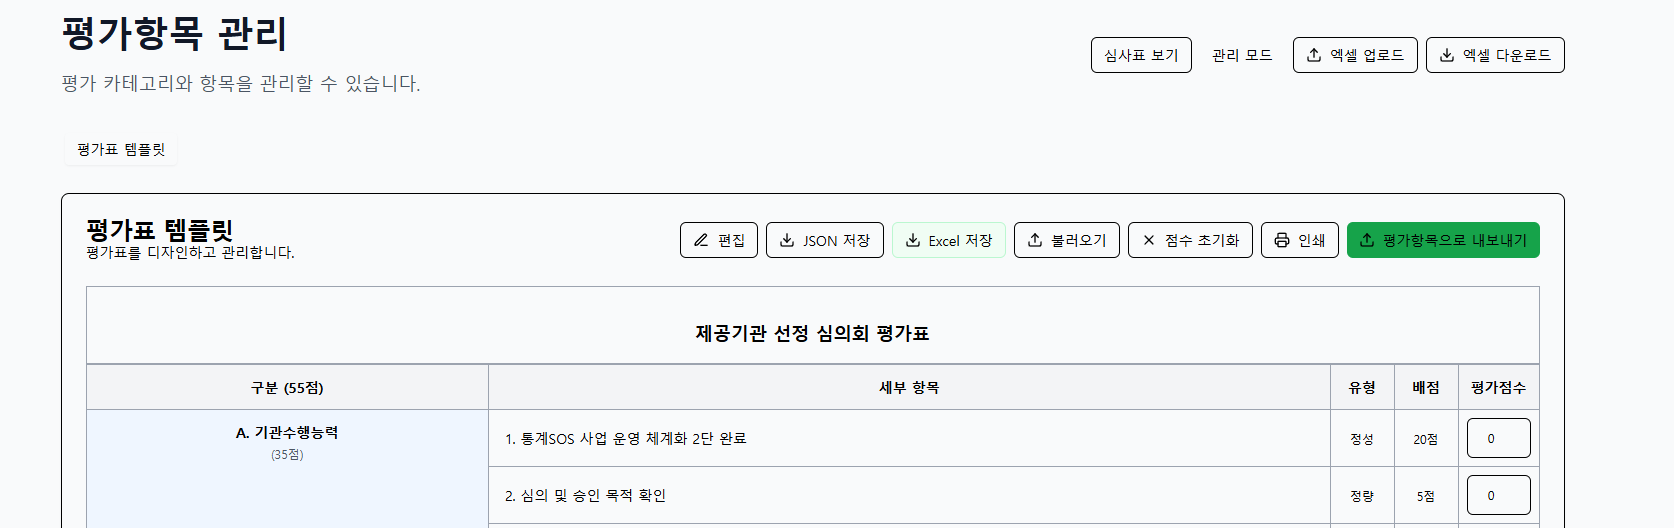 평가항목 관리
평가 카테고리와 항목을 관리할 수 있습니다.
심사표 보기 관리 모드 엑셀 업로드 엑셀 다운로드
평가표 템플릿
평가표 템플릿
평가표를 디자인하고 관리합니다.
편집 JSON 저장 Excel 저장 불러오기 점수 초기화 인쇄 평가항목으로 내보내기
제공기관 선정 심의회 평가표
구분 (55점) 세부 항목 유형 배점 평가점수
A. 기관수행능력
(35점)
1. 통계SOS 사업 운영 체계화 2단 완료 정성 20점 0
2. 심의 및 승인 목적 확인 정량 5점 0